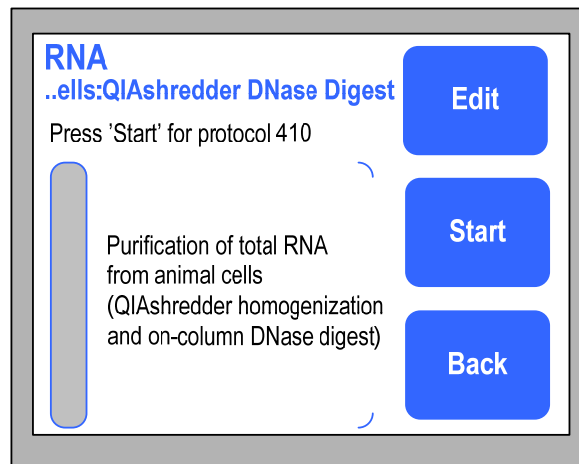 RNA
..ells:QIAshredder DNase Digest
Press ’Start’ for protocol 410
Purification of total RNA
from animal cells
(QIAshredder homogenization
and on-column DNase digest)
Edit
Start
Back